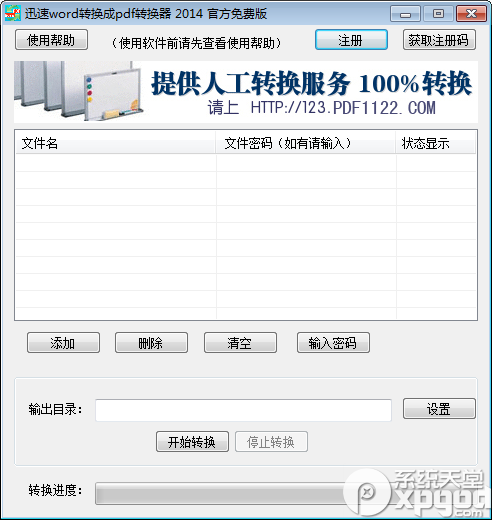 迅速word转换成pdf转换器 2014 官方免费版
使用帮助 (使用软件前请先查看使用帮助) 注册 获取注册码
提供人工转换服务 100%转换
请上 HTTP://123.PDF1122.COM
文件名 文件密码(如有请输入) 状态显示
添加 删除 清空 输入密码
输出目录： 设置
开始转换 停止转换
转换进度：
系统天堂